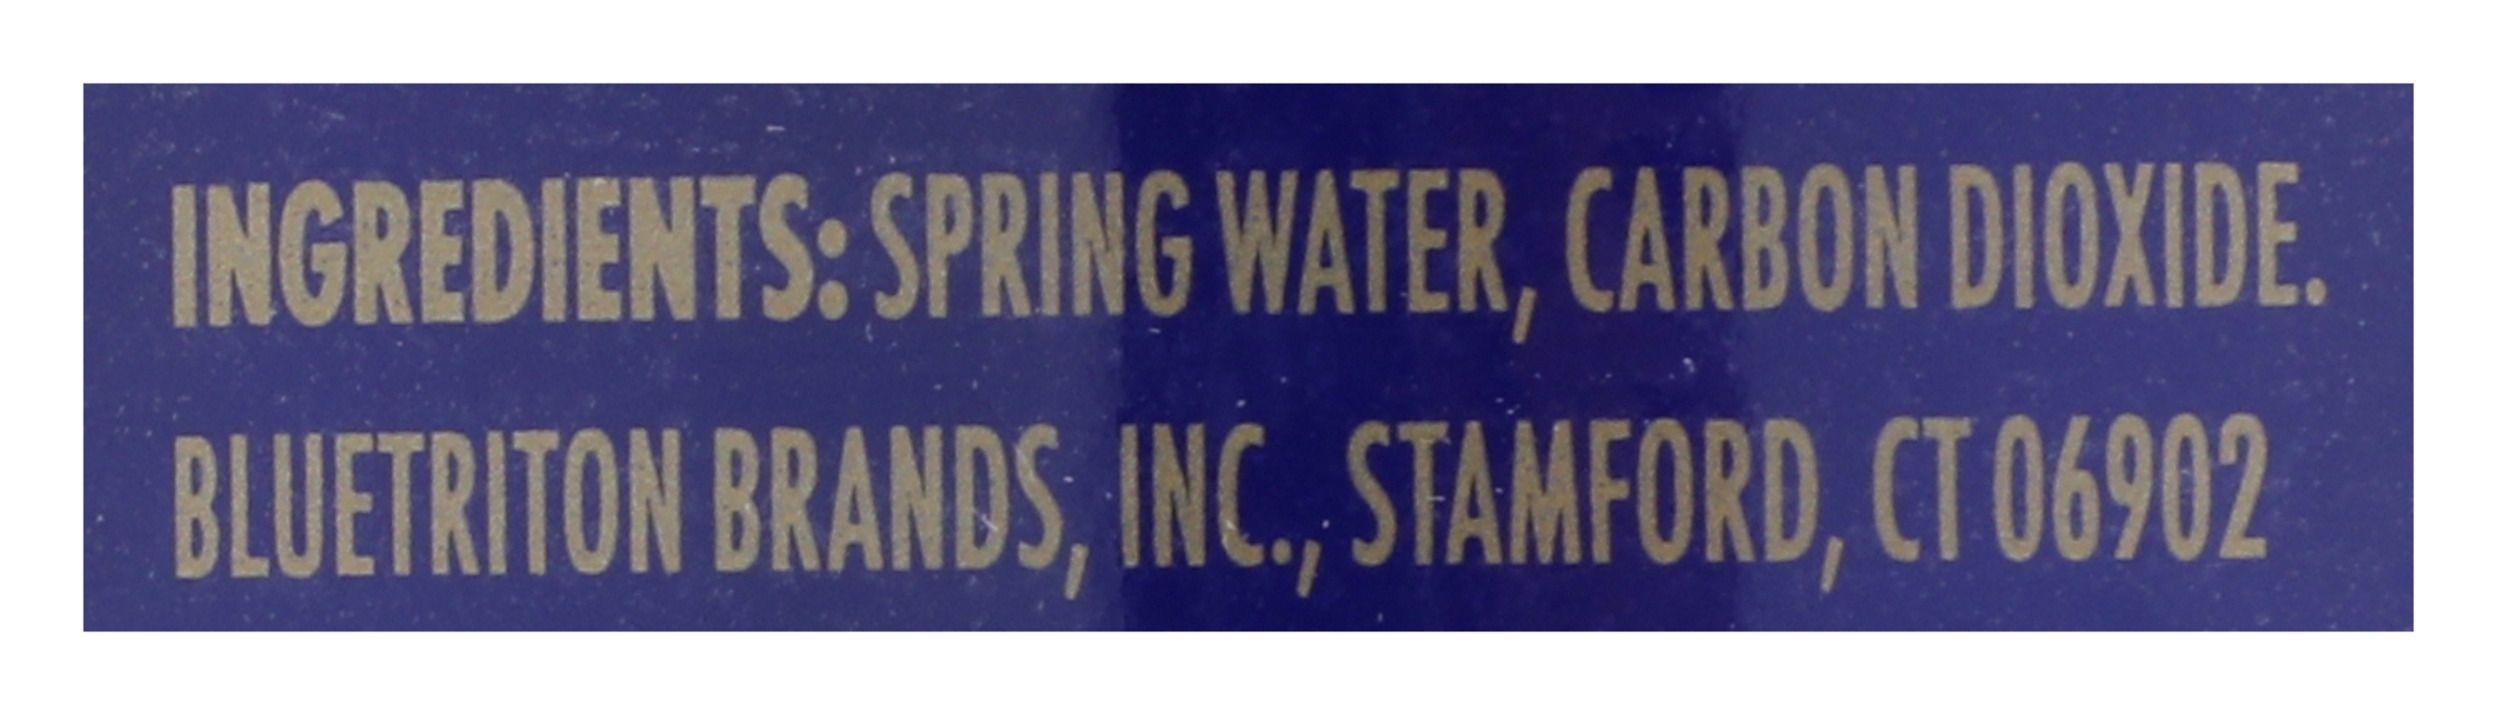 INGREDIENTS: SPRING WATER, CARBON DIOXIDE.
BLUETRITON BRANDS, INC., STAMFORD, CT 06902